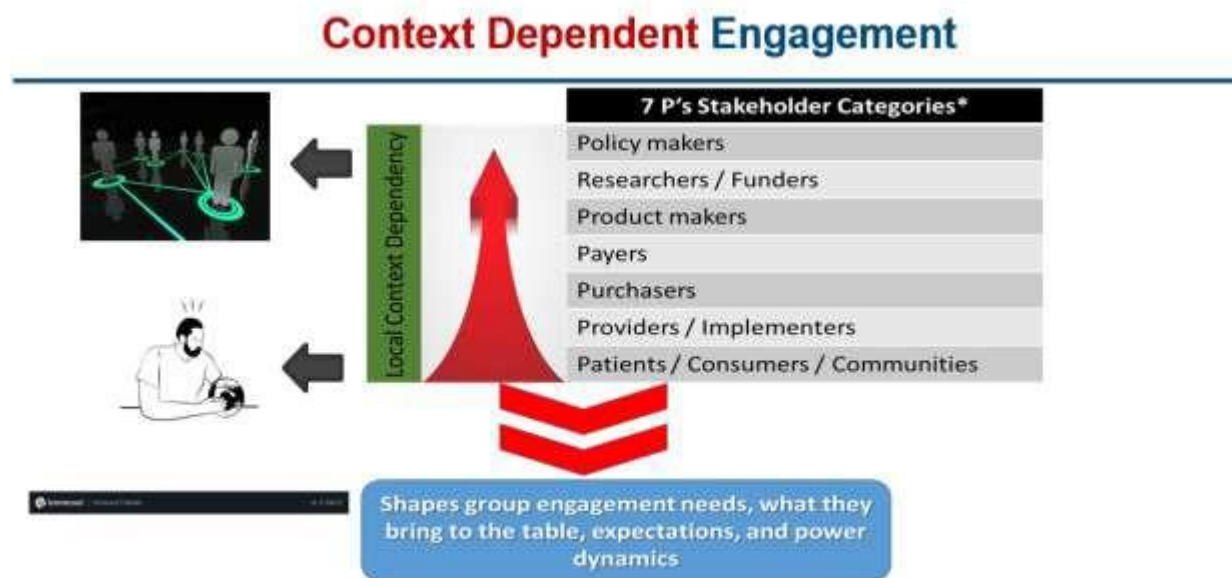 Context Dependent Engagement
7 P's Stakeholder Categories*
Local Context Dependency
Policy makers
Researchers / Funders
Product makers
Payers
Purchasers
Providers / Implementers
Patients / Consumers / Communities
Shapes group engagement needs, what they
bring to the table, expectations, and power
dynamics